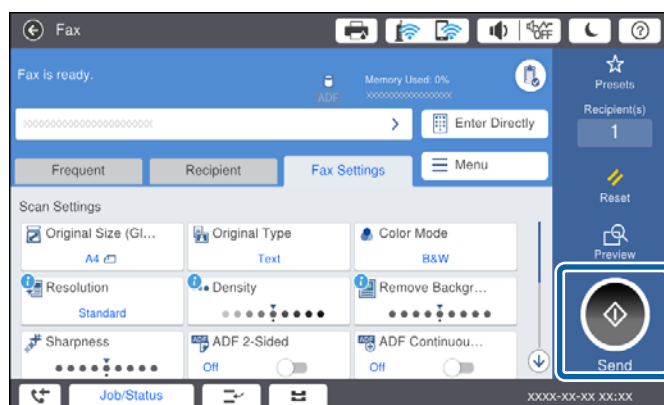 Fax
OFF
Fax is ready.
ADF
Memory Used: 0%
xxxxxxxxxxxxxxxxxx
Presets
Recipient(s)
1
xxxxxxxxxxxxxxxxxxxxxxx
Enter Directly
Frequent
Recipient
Fax Settings
Menu
Reset
Scan Settings
Original Size (Gl...
A4
Original Type
Text
Color Mode
B&W
Preview
Resolution
Standard
Density
Remove Backgr...
Sharpness
ADF 2-Sided
Off
ADF Continuou...
Off
Send
Job/Status
xxxx-xx-xx xx:xx